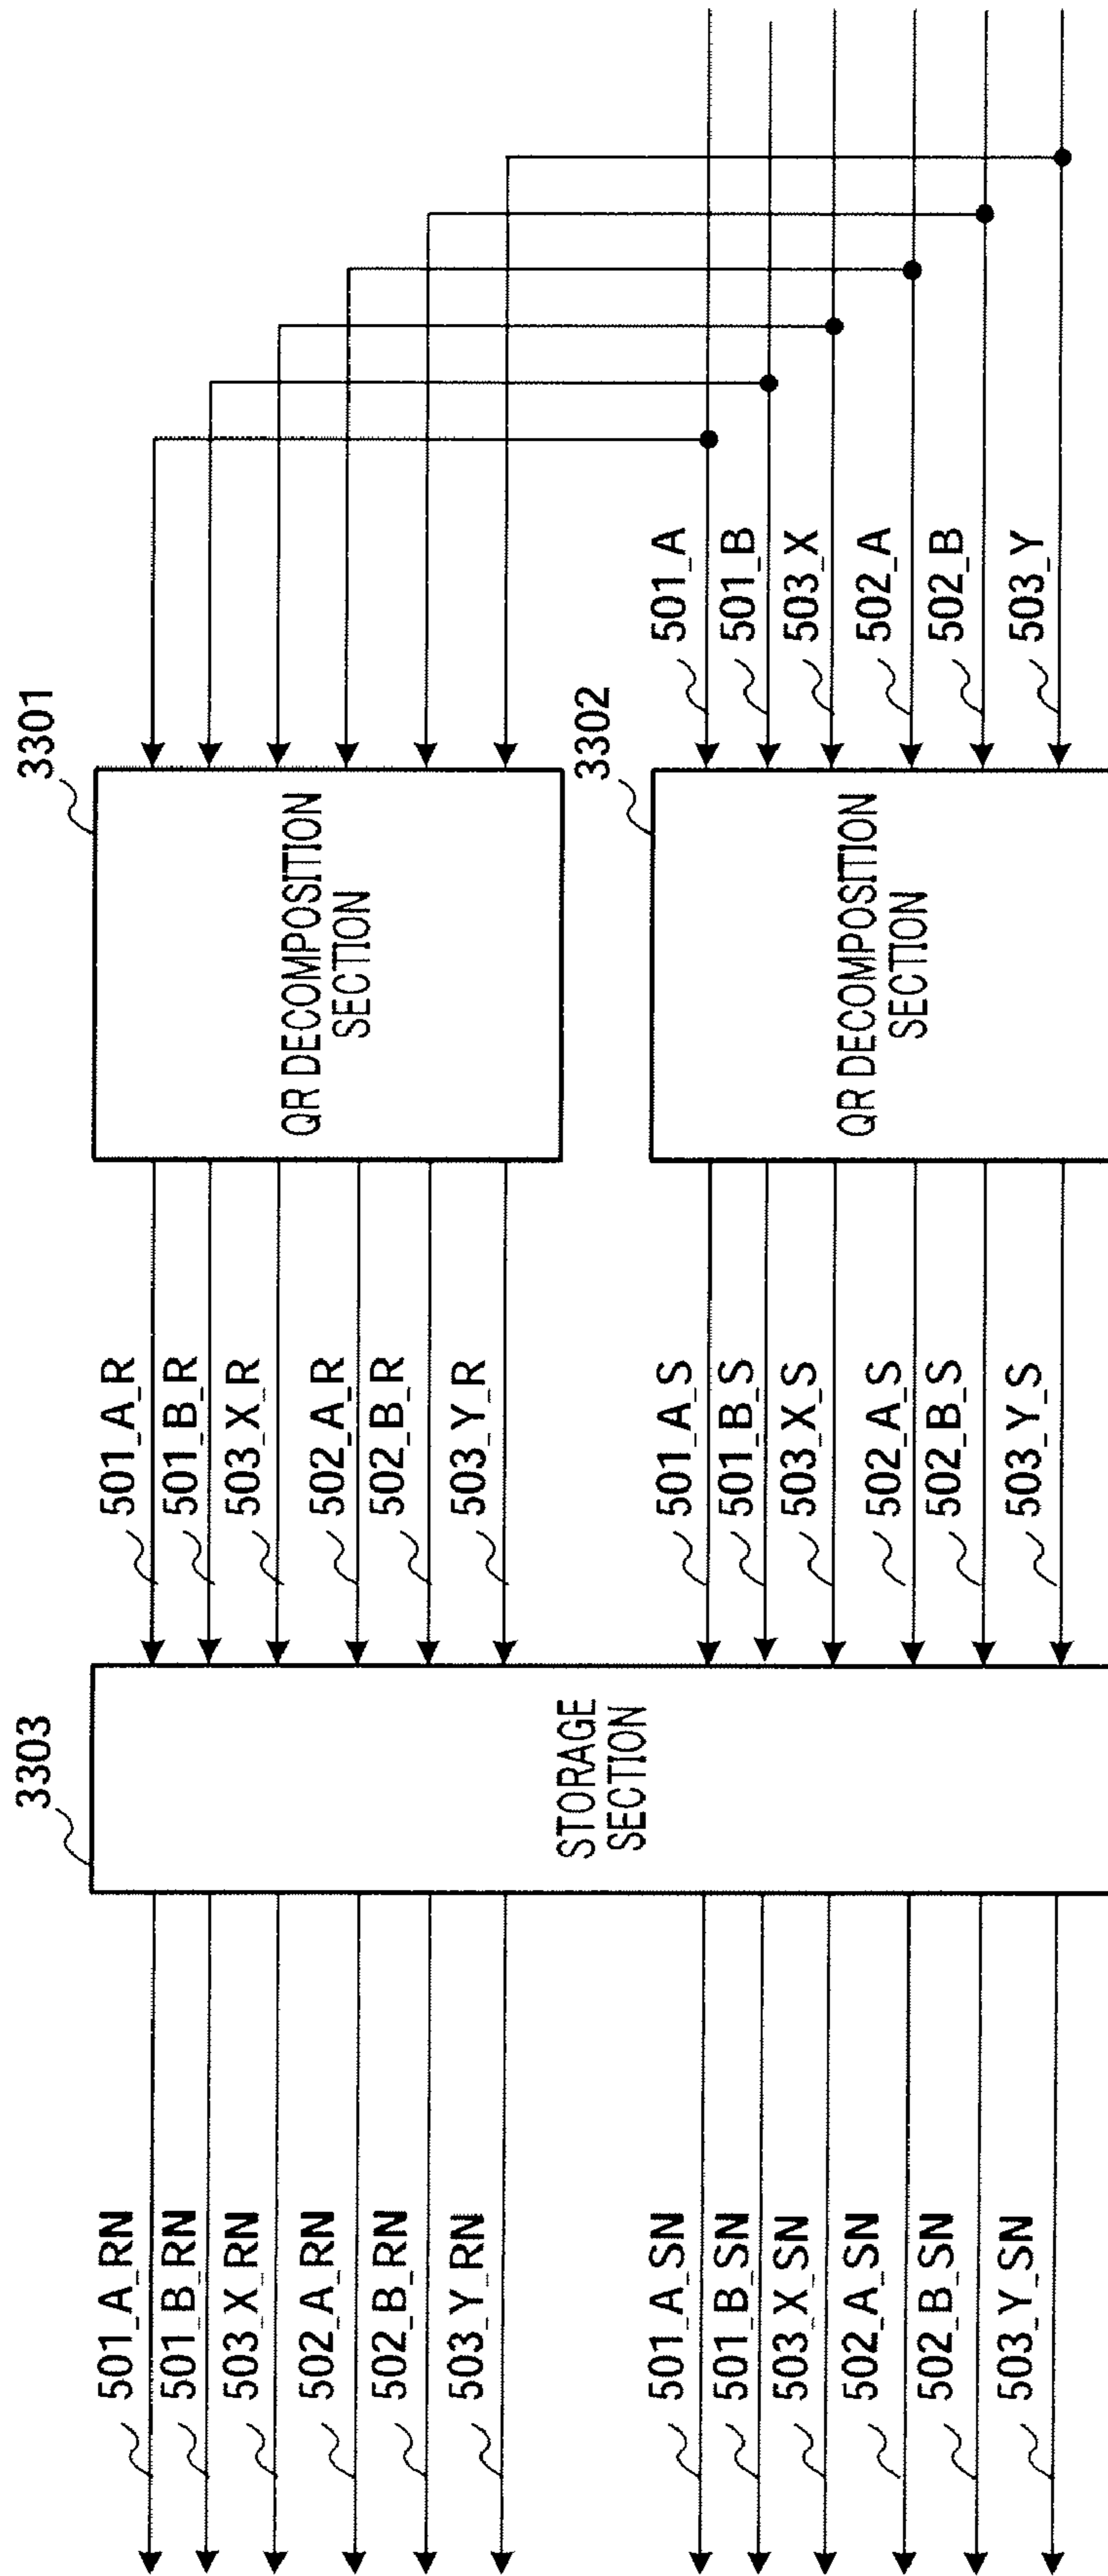 3301
QR DECOMPOSITION
SECTION
3302
QR DECOMPOSITION
SECTION
501_A
501_B
503_X
502_A
502_B
503_Y
501_A_R
501_B_R
503_X_R
502_A_R
502_B_R
503_Y_R
501_A_S
501_B_S
503_X_S
502_A_S
502_B_S
503_Y_S
3303
STORAGE
SECTION
501_A_RN
501_B_RN
503_X_RN
502_A_RN
502_B_RN
503_Y_RN
501_A_SN
501_B_SN
503_X_SN
502_A_SN
502_B_SN
503_Y_SN